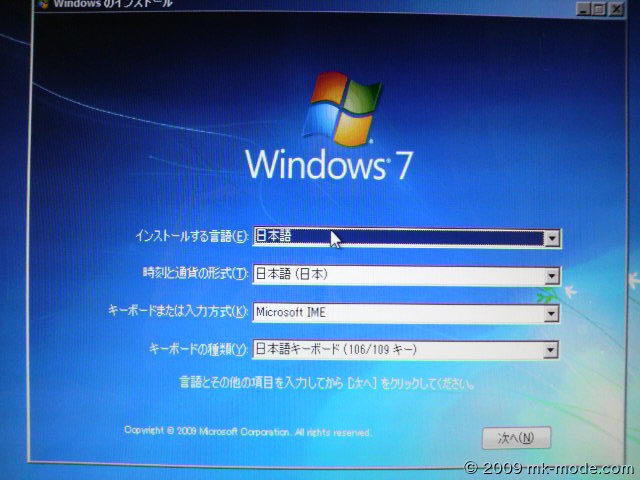 Windows のインストール
Windows 7
インストールする言語(E): 日本語
時刻と通貨の形式(T): 日本語 (日本)
キーボードまたは入力方式(K): Microsoft IME
キーボードの種類(Y): 日本語キーボード (106/109 キー)
言語とその他の項目を入力してから [次へ] をクリックしてください。
Copyright © 2009 Microsoft Corporation. All rights reserved.
次へ(N)
© 2009 mk-mode.com